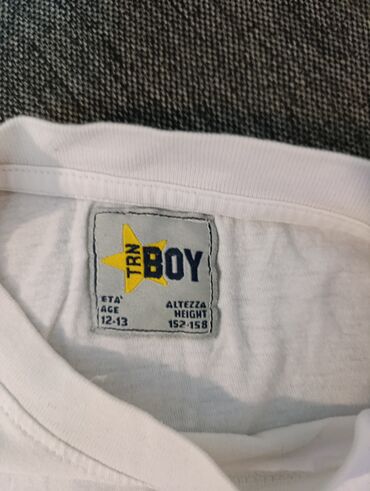 TRN BOY
ETA' ALTEZZA
AGE HEIGHT
12-13 152-158